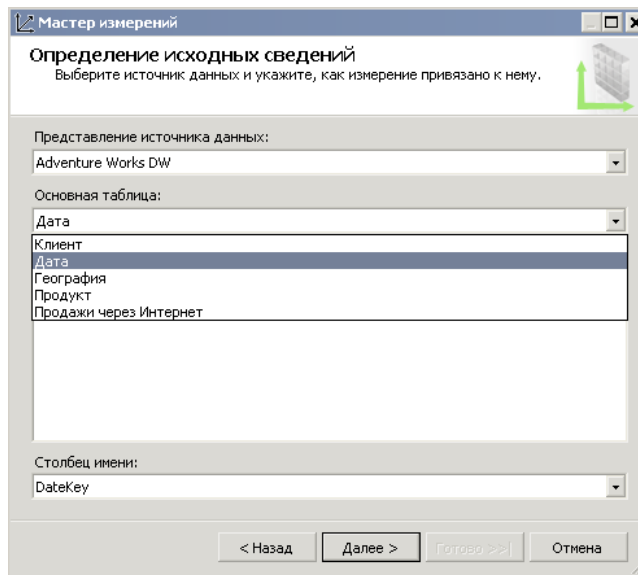 Мастер измерений
Определение исходных сведений
Выберите источник данных и укажите, как измерение привязано к нему.
Представление источника данных:
Adventure Works DW
Основная таблица:
Дата
Клиент
Дата
География
Продукт
Продажи через Интернет
Столбец имени:
DateKey
< Назад
Далее >
Готово >>|
Отмена